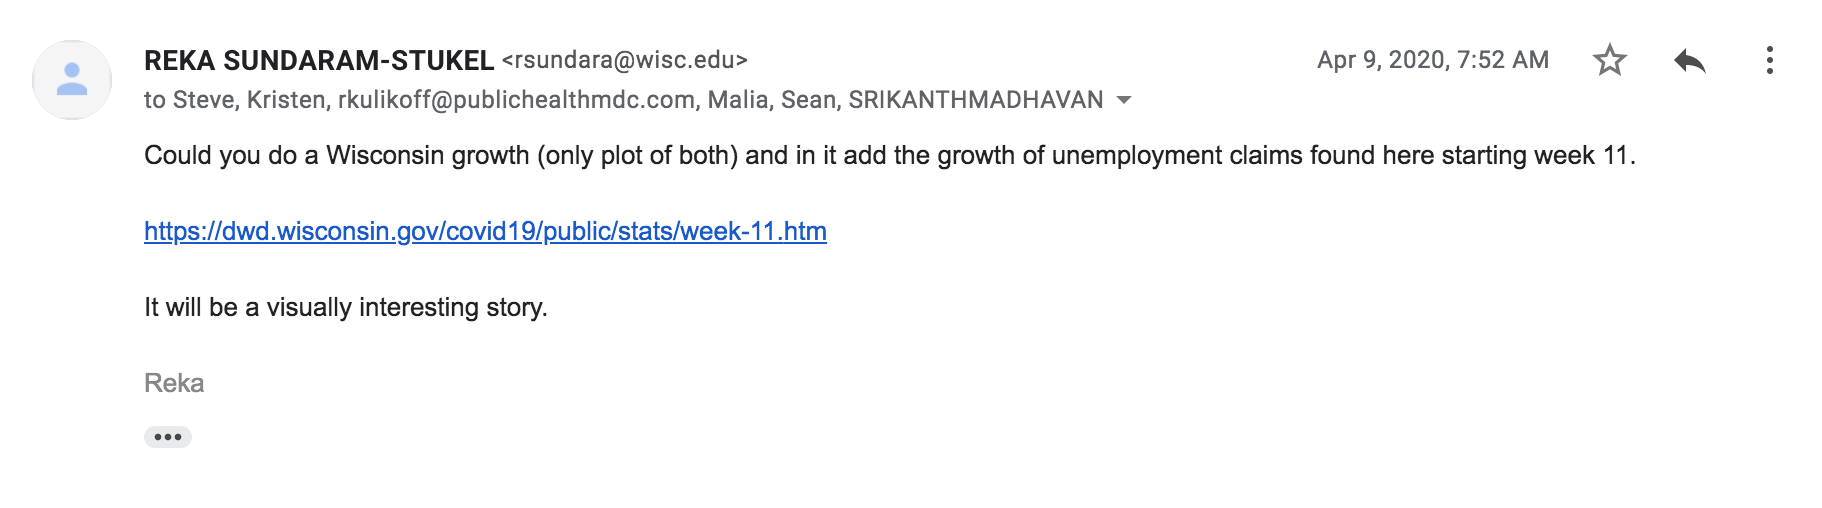 REKA SUNDARAM-STUKEL <rsundara@wisc.edu> Apr 9, 2020, 7:52 AM
to Steve, Kristen, rkulikoff@publichealthmdc.com, Malia, Sean, SRIKANTHMADHAVAN
Could you do a Wisconsin growth (only plot of both) and in it add the growth of unemployment claims found here starting week 11.
https://dwd.wisconsin.gov/covid19/public/stats/week-11.htm
It will be a visually interesting story.
Reka